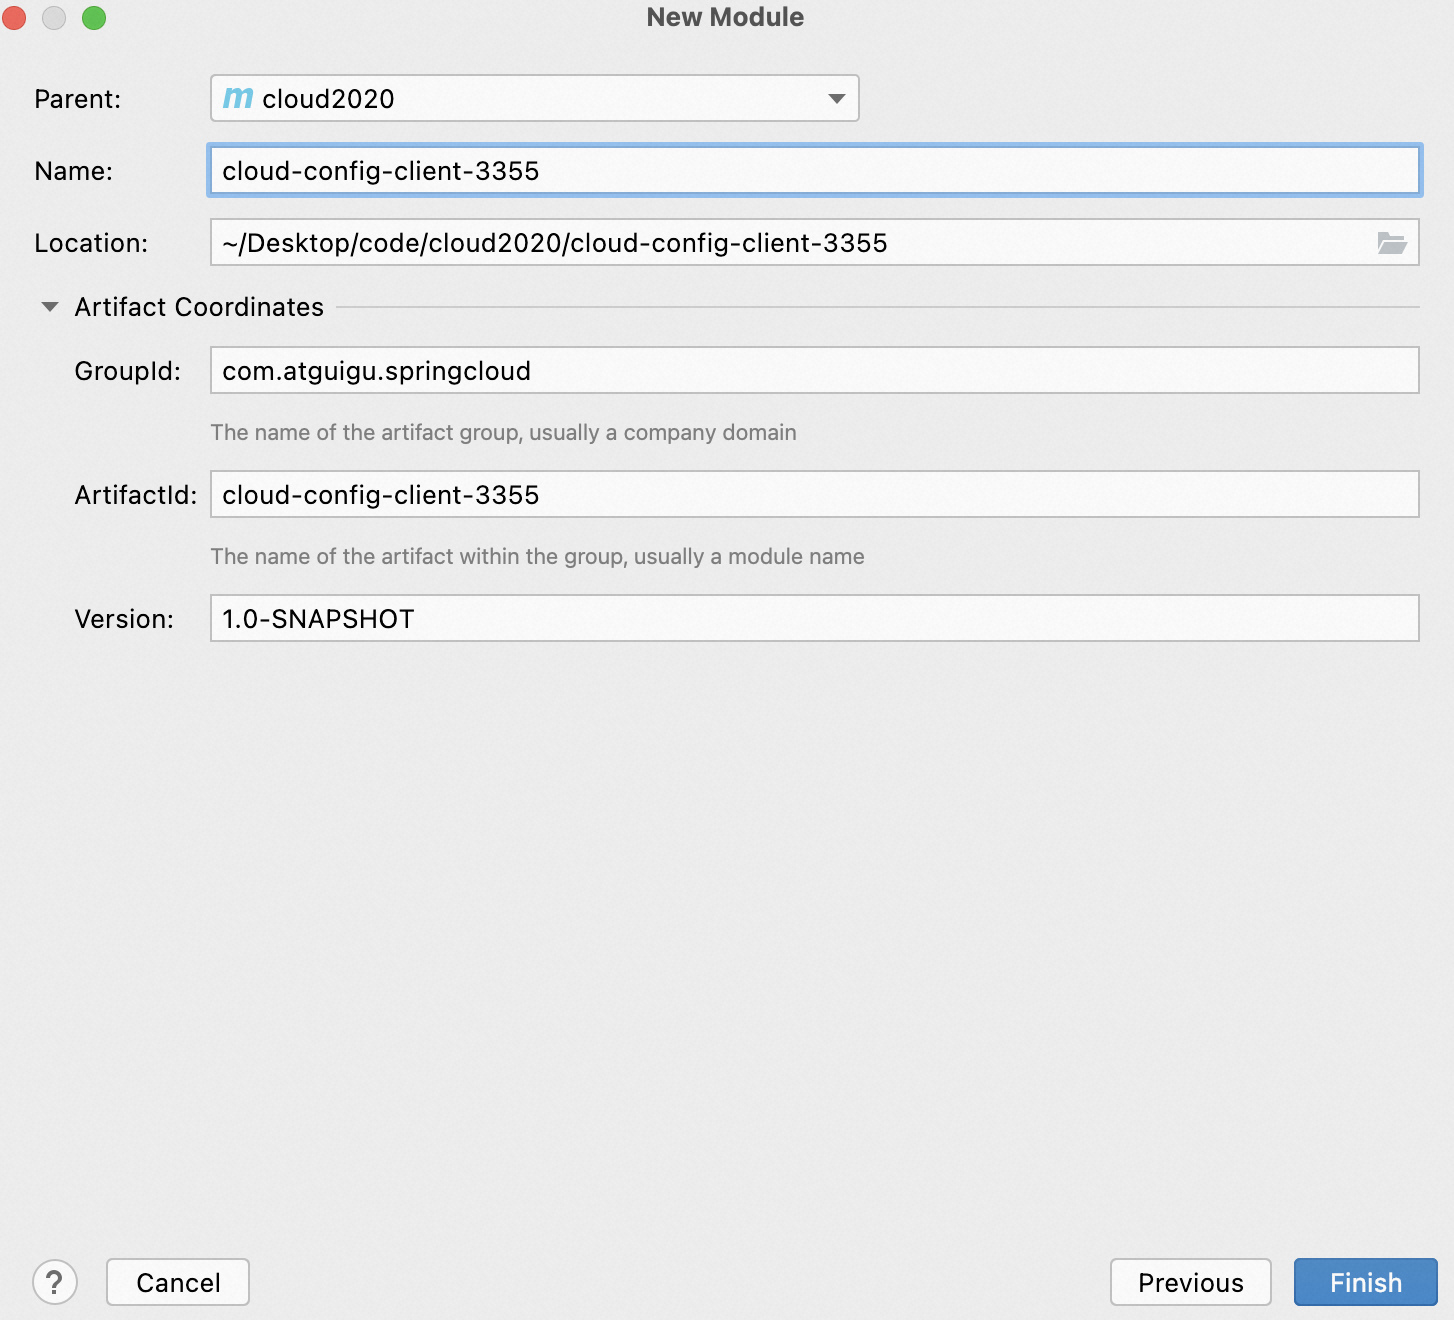 New Module
Parent: m cloud2020
Name: cloud-config-client-3355
Location: ~/Desktop/code/cloud2020/cloud-config-client-3355
Artifact Coordinates
GroupId: com.atguigu.springcloud
The name of the artifact group, usually a company domain
ArtifactId: cloud-config-client-3355
The name of the artifact within the group, usually a module name
Version: 1.0-SNAPSHOT
? Cancel Previous Finish